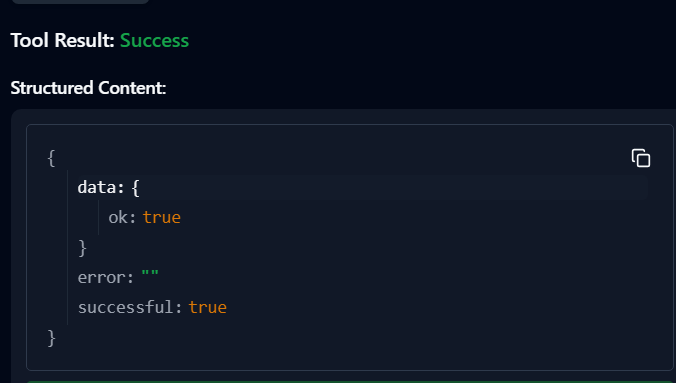 Tool Result: Success
Structured Content:
{
data: {
ok: true
}
error: ""
successful: true
}